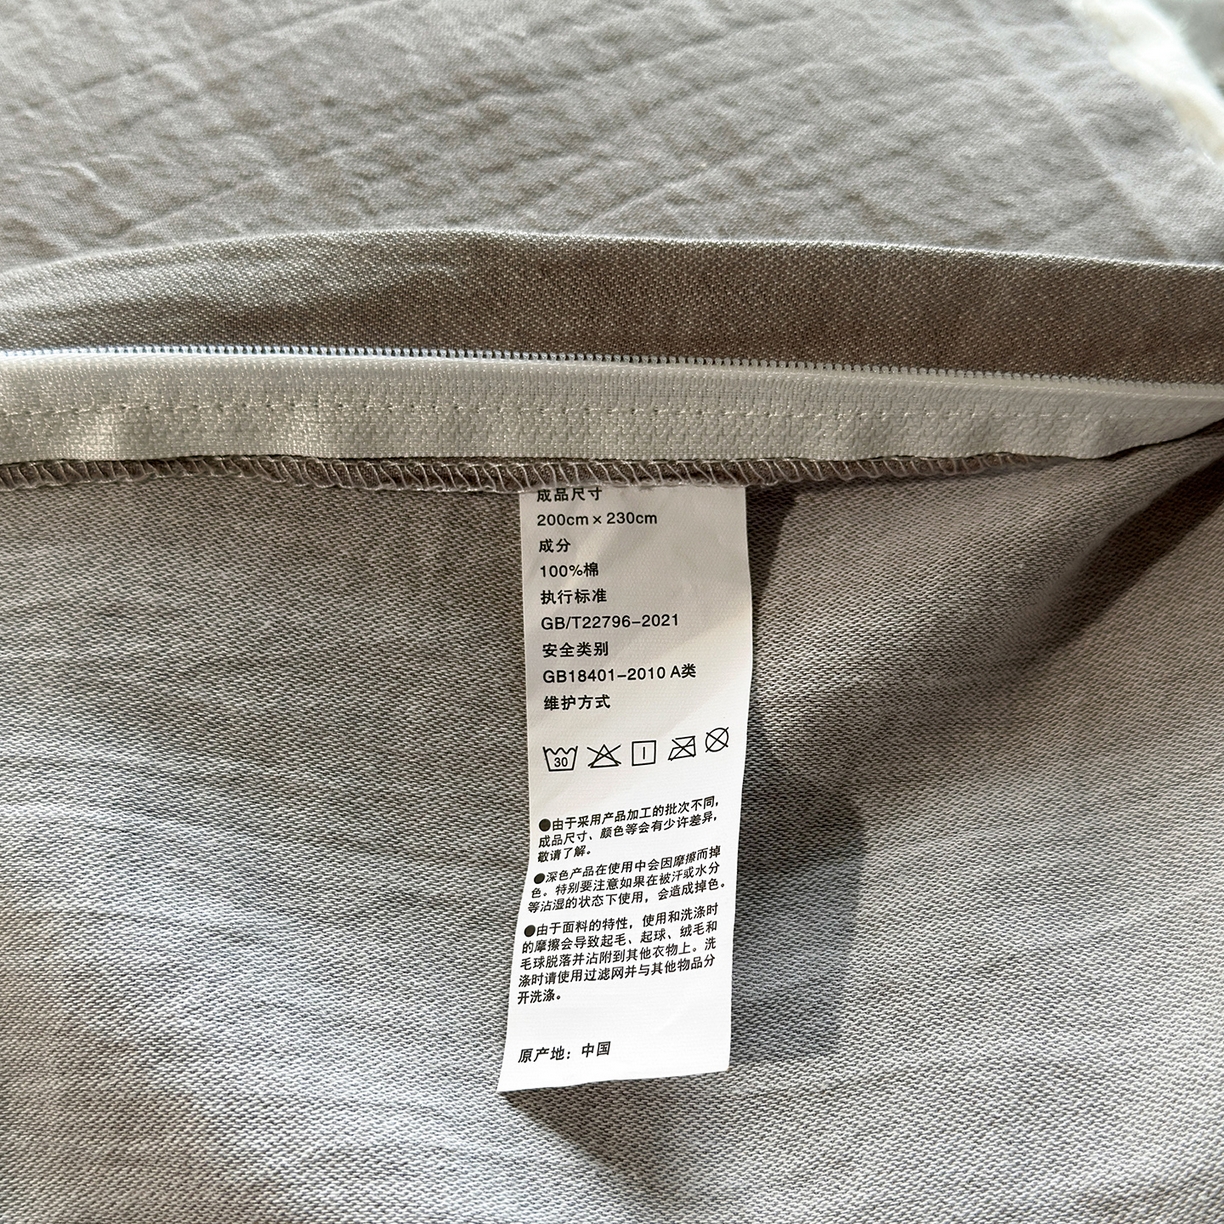 成品尺寸
200cm × 230cm
成分
100%棉
执行标准
GB/T22796-2021
安全类别
GB18401-2010 A类
维护方式
30
●由于采用产品加工的批次不同，
成品尺寸、颜色等会有少许差异，
敬请了解。
●深色产品在使用中会因摩擦而掉
色。特别要注意如果在被汗或水分
等沾湿的状态下使用，会造成掉色。
●由于面料的特性，使用和洗涤时
的摩擦会导致起毛、起球、绒毛和
毛球脱落并沾附到其他衣物上。洗
涤时请使用过滤网并与其他物品分
开洗涤。
原产地：中国